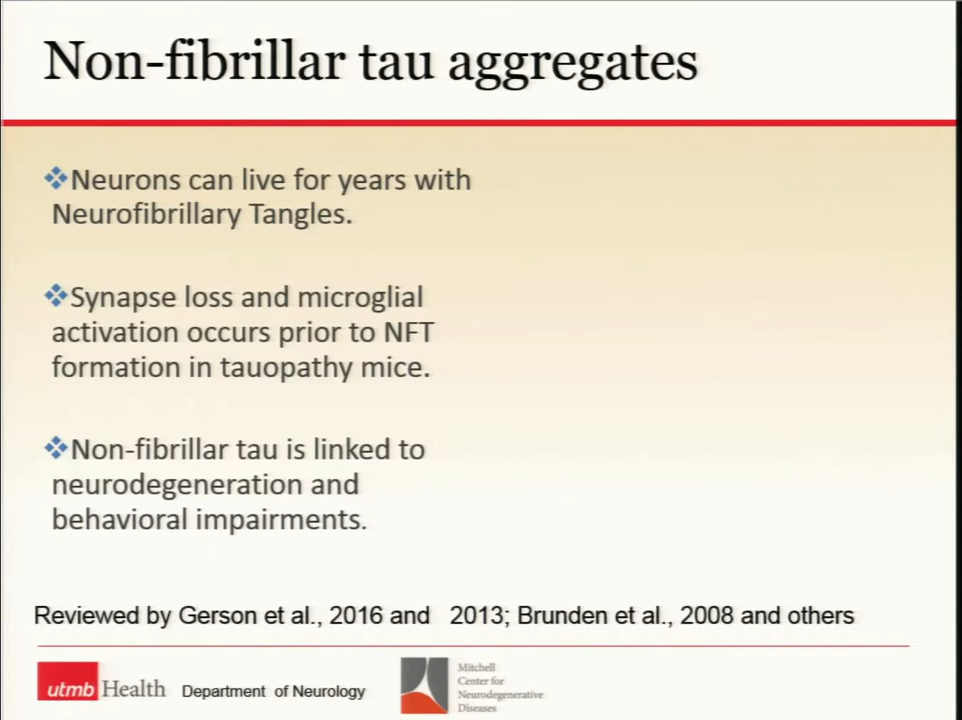 Non-fibrillar tau aggregates
❖Neurons can live for years with
Neurofibrillary Tangles.
❖Synapse loss and microglial
activation occurs prior to NFT
formation in tauopathy mice.
❖Non-fibrillar tau is linked to
neurodegeneration and
behavioral impairments.
Reviewed by Gerson et al., 2016 and 2013; Brunden et al., 2008 and others
utmb Health Department of Neurology
Mitchell
Center for
Neurodegenerative
Diseases